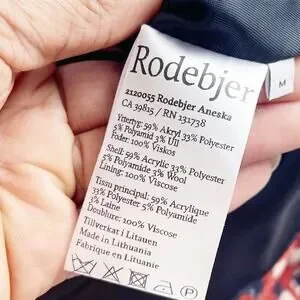 Rodebjer
M
2120055 Rodebjer Aneska
CA 39815 / RN 131738
Yttertyg: 59% Akryl 33% Polyester
5% Polyamid 3% Ull
Foder: 100% Viskos
Shell: 59% Acrylic 33% Polyester
5% Polyamide 3% Wool
Lining: 100% Viscose
Tissu principal: 59% Acrylique
33% Polyester 5% Polyamide
3% Laine
Doublure: 100% Viscose
Tillverkat i Litauen
Made in Lithuania
Fabrique en Lituanie